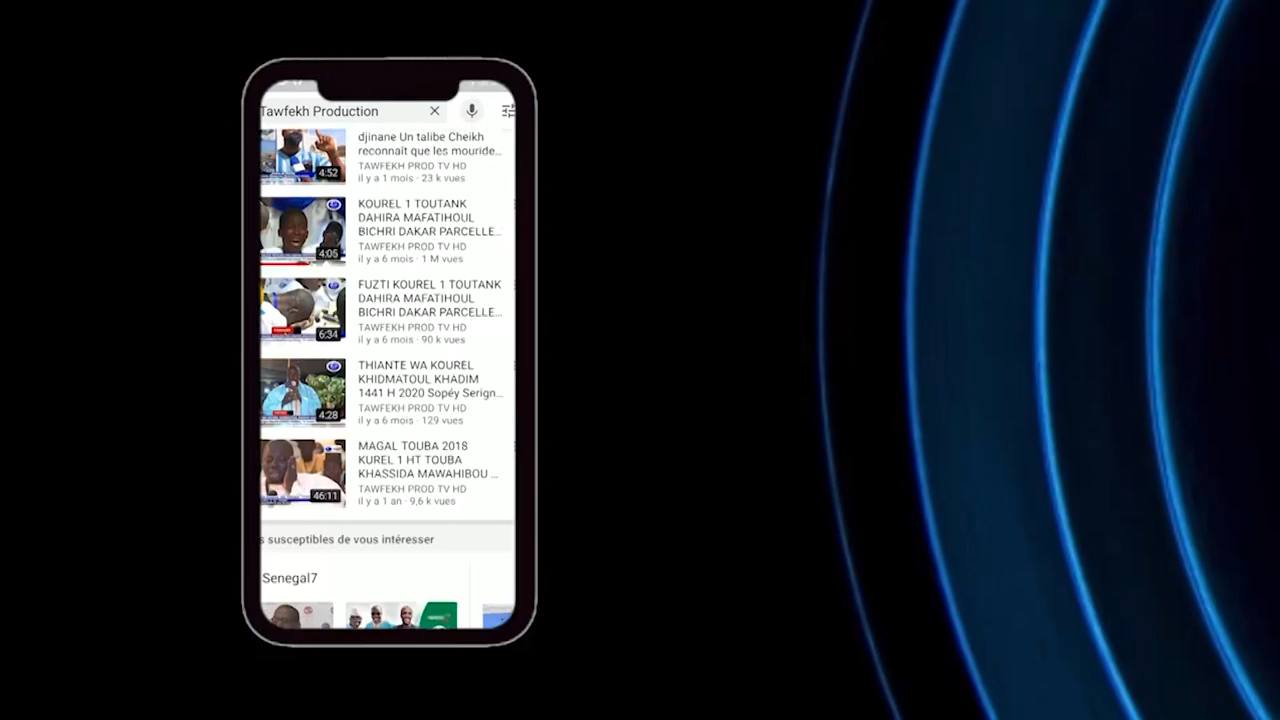 Tawfekh Production
djinane Un talibe Cheikh
reconnaît que les mouride...
TAWFEKH PROD TV HD
il y a 1 mois · 23 k vues
4:52
KOUREL 1 TOUTANK
DAHIRA MAFATIHOUL
BICHRI DAKAR PARCELLE...
TAWFEKH PROD TV HD
il y a 6 mois · 1 M vues
4:05
FUZTI KOUREL 1 TOUTANK
DAHIRA MAFATIHOUL
BICHRI DAKAR PARCELLE...
TAWFEKH PROD TV HD
il y a 6 mois · 90 k vues
6:34
THIANTE WA KOUREL
KHIDMATOUL KHADIM
1441 H 2020 Sopéy Serign...
TAWFEKH PROD TV HD
il y a 6 mois · 129 vues
4:28
MAGAL TOUBA 2018
KUREL 1 HT TOUBA
KHASSIDA MAWAHIBOU ...
TAWFEKH PROD TV HD
il y a 1 an · 9,6 k vues
46:11
s susceptibles de vous intéresser
Senegal7